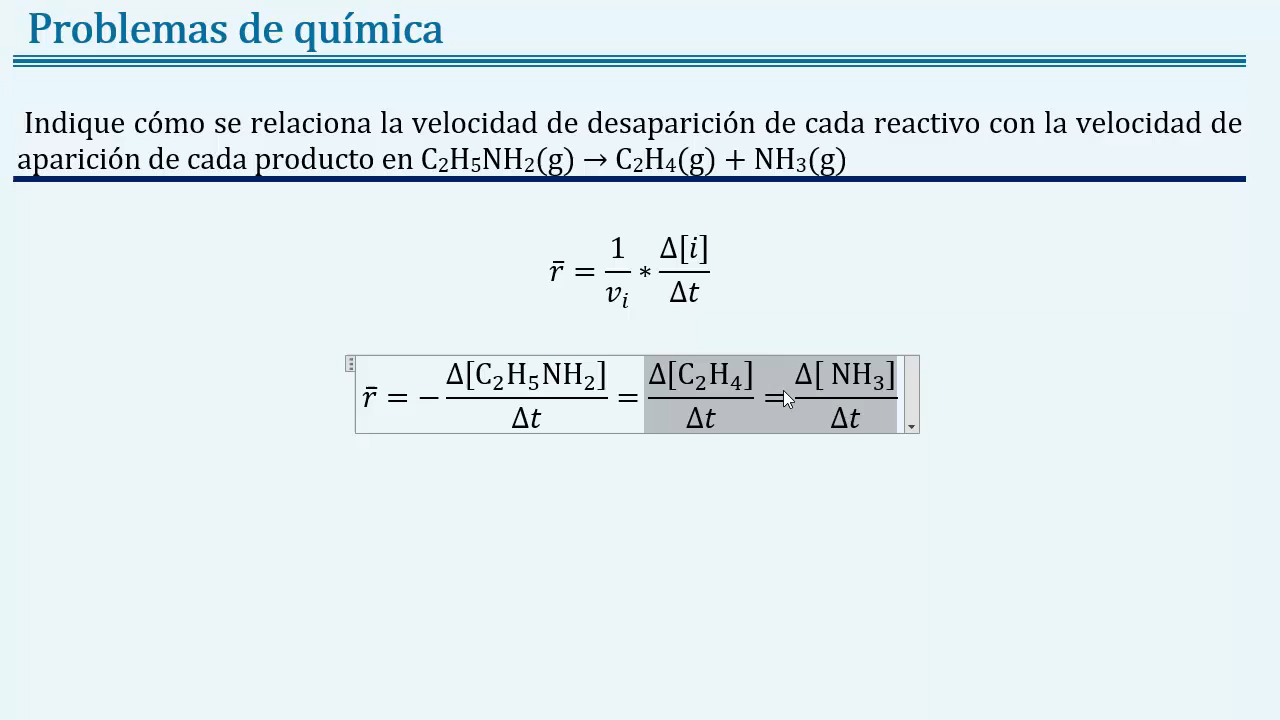 Problemas de química
Indique cómo se relaciona la velocidad de desaparición de cada reactivo con la velocidad de
aparición de cada producto en C₂H₅NH₂(g) → C₂H₄(g) + NH₃(g)
r̄ = 1/vᵢ * Δ[i]/Δt
r̄ = − Δ[C₂H₅NH₂]/Δt = Δ[C₂H₄]/Δt = Δ[ NH₃]/Δt